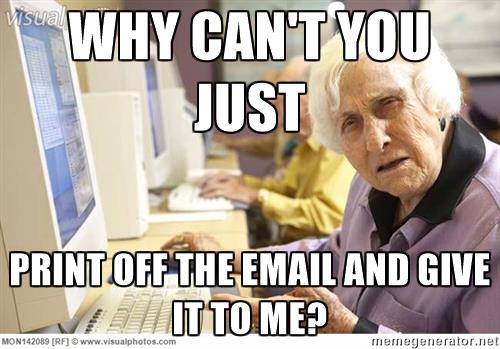 visual
WHY CAN'T YOU
JUST
PRINT OFF THE EMAIL AND GIVE
IT TO ME?
MON142089 [RF] © www.visualphotos.com
memegenerator.net